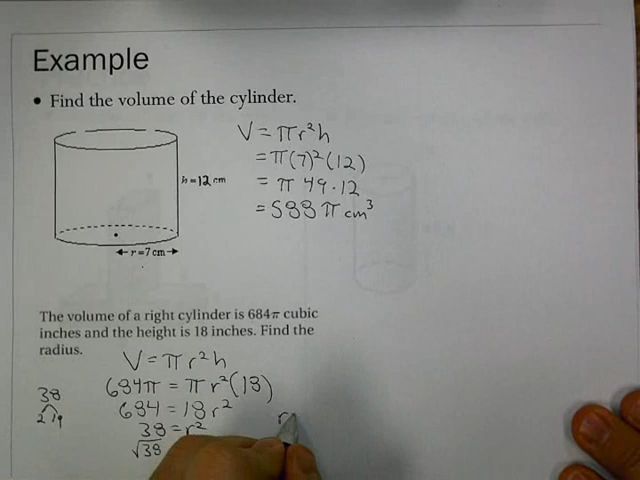 Example
• Find the volume of the cylinder.
V = πr²h
= π(7)²(12)
= π 49·12
= 588π cm³
h = 12 cm
r = 7 cm
The volume of a right cylinder is 684π cubic
inches and the height is 18 inches. Find the
radius.
V = πr²h
684π = πr²(18)
684 = 18r²
38 = r²
√38
38
2 19
r